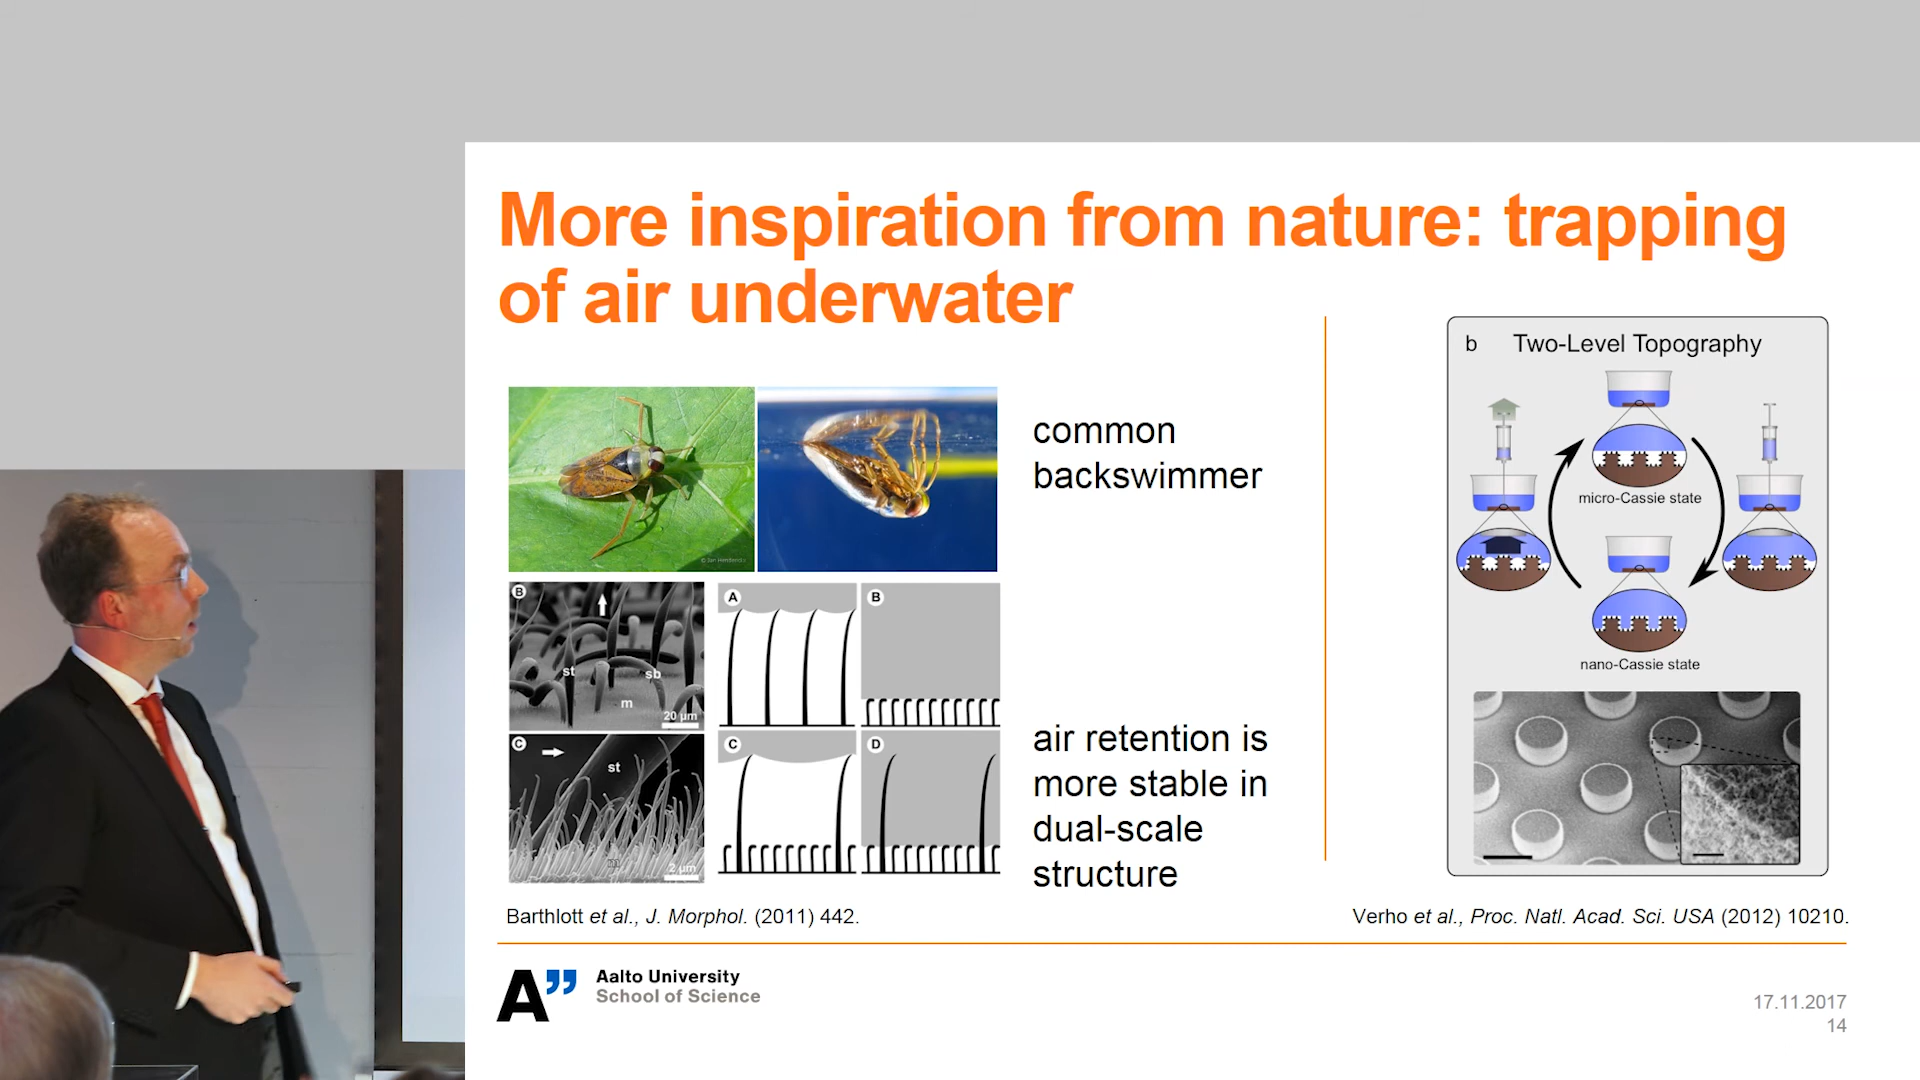 More inspiration from nature: trapping
of air underwater
common
backswimmer
B
st
sb
m
20 µm
C
st
m
2 µm
A
B
C
D
air retention is
more stable in
dual-scale
structure
b Two-Level Topography
micro-Cassie state
nano-Cassie state
Barthlott et al., J. Morphol. (2011) 442.
Verho et al., Proc. Natl. Acad. Sci. USA (2012) 10210.
A”
Aalto University
School of Science
17.11.2017
14